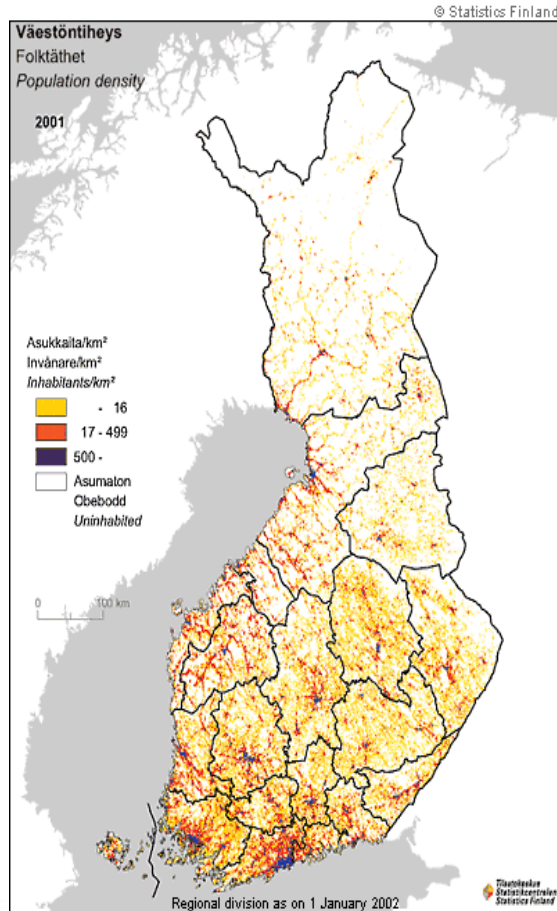 © Statistics Finland
Väestöntiheys
Folktäthet
Population density
2001
Asukkaita/km²
Invånare/km²
Inhabitants/km²
- 16
17 - 499
500 -
Asumaton
Obebodd
Uninhabited
0 100 km
Regional division as on 1 January 2002
Tilastokeskus
Statistikcentralen
Statistics Finland